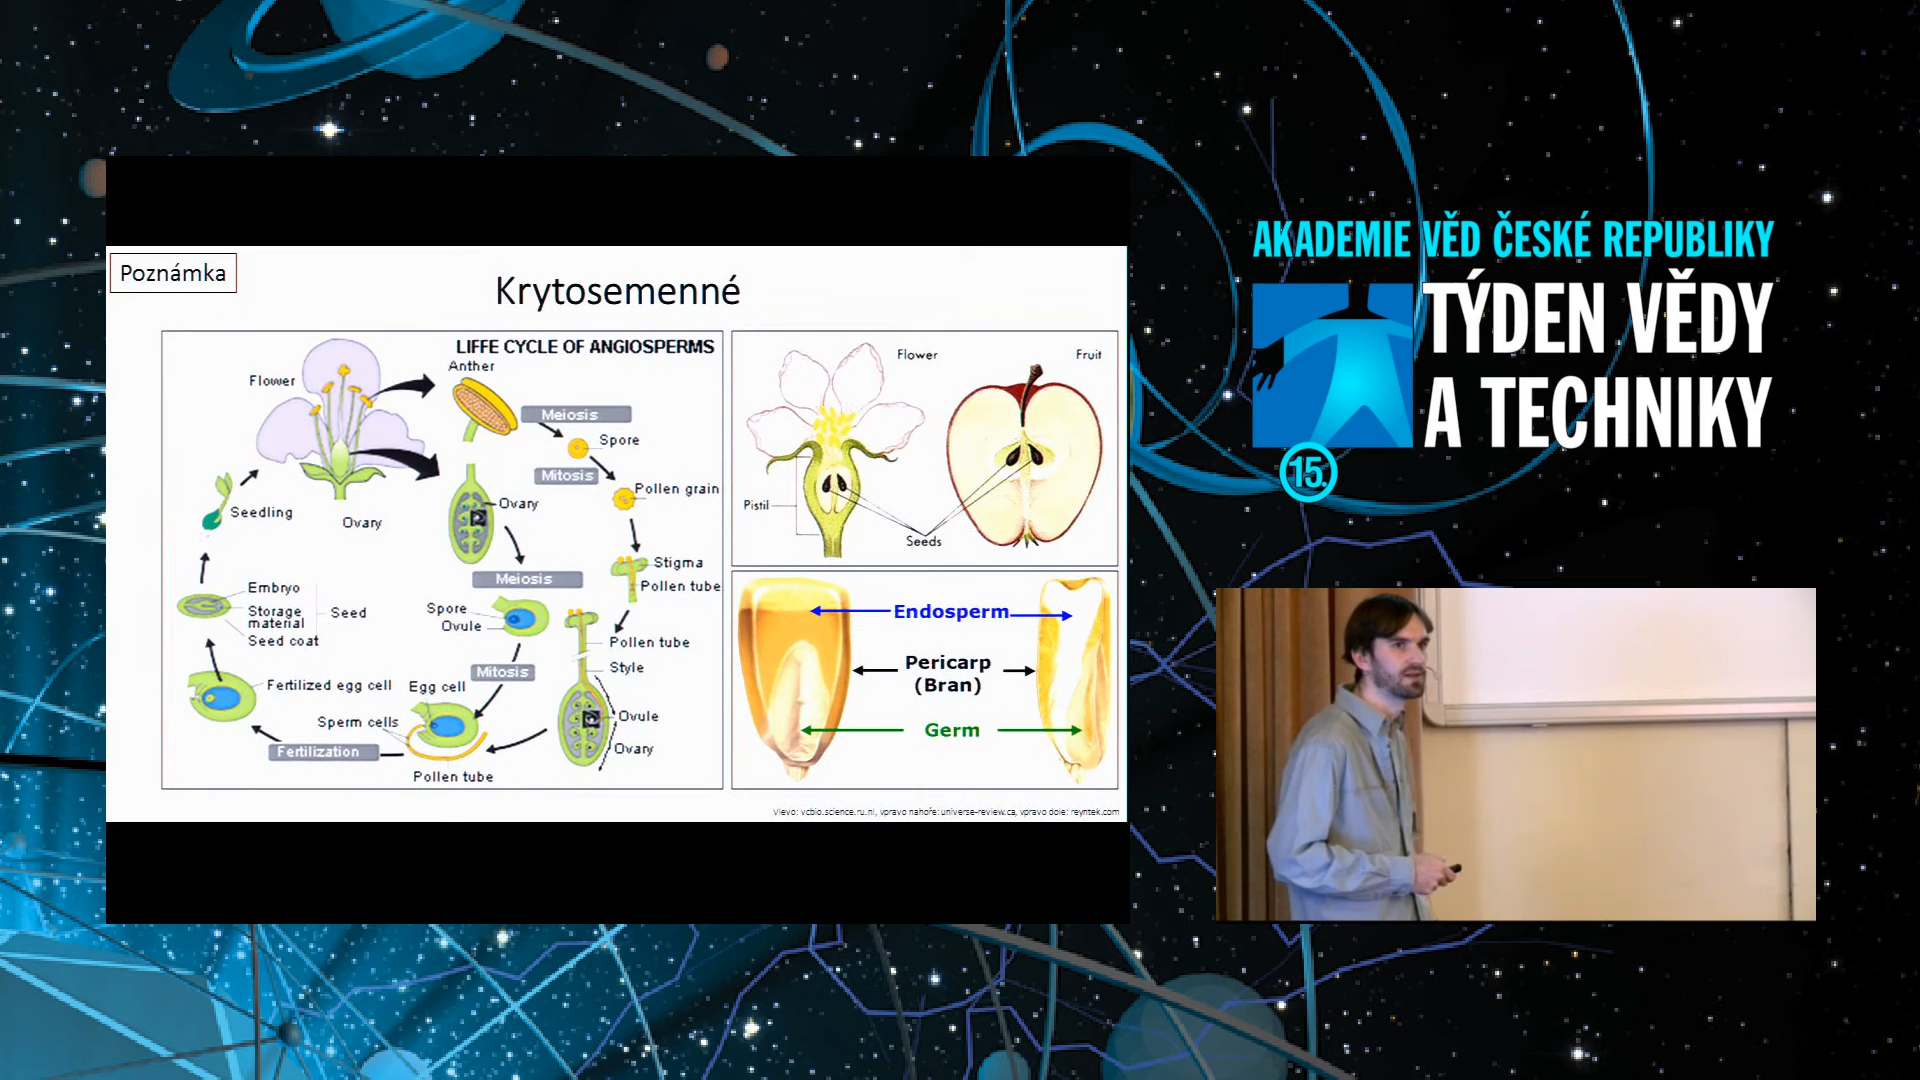 Poznámka
Krytosemenné
LIFFE CYCLE OF ANGIOSPERMS
Anther
Flower
Meiosis
Spore
Mitosis
Pollen grain
Ovary
Seedling
Ovary
Stigma
Pollen tube
Meiosis
Embryo
Storage
material
Seed
Seed coat
Spore
Ovule
Pollen tube
Style
Mitosis
Fertilized egg cell
Egg cell
Sperm cells
Ovule
Ovary
Fertilization
Pollen tube
Flower
Fruit
Pistil
Seeds
Endosperm
Pericarp
(Bran)
Germ
Vlevo: vcbio.science.ru.nl, vpravo nahoře: universe-review.ca, vpravo dole: reyntek.com
AKADEMIE VĚD ČESKÉ REPUBLIKY
TÝDEN VĚDY
A TECHNIKY
15.